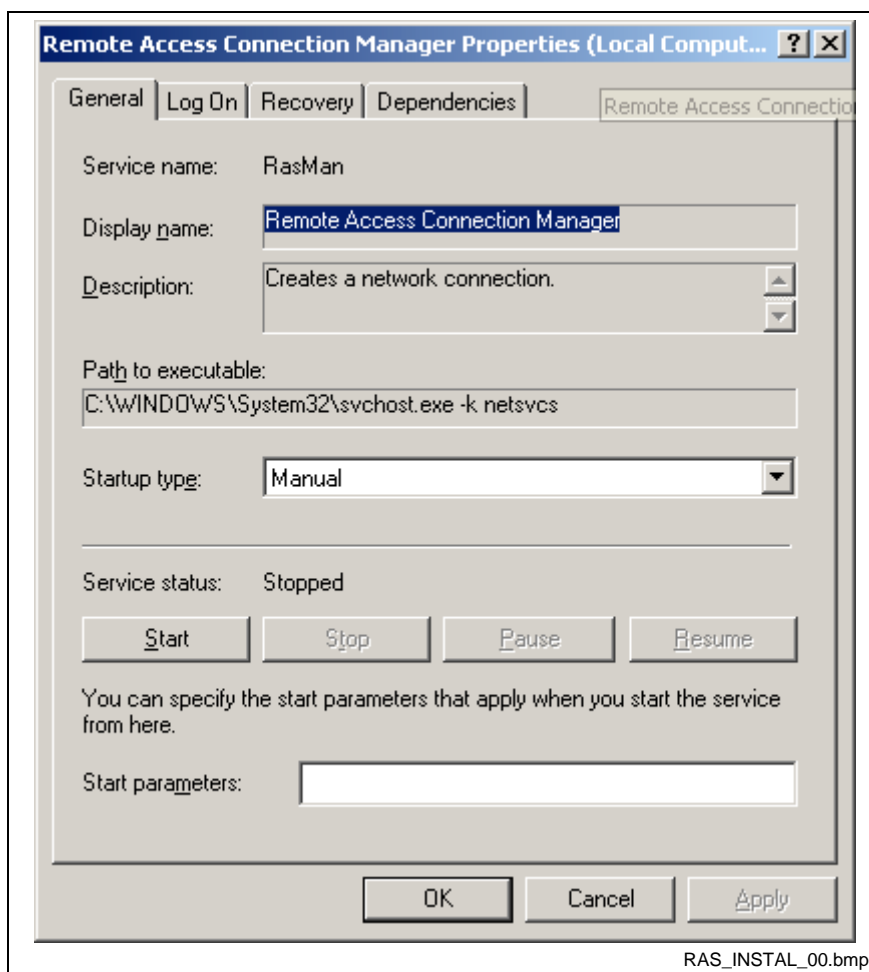 Remote Access Connection Manager Properties (Local Comput...
General Log On Recovery Dependencies
Remote Access Connectio
Service name: RasMan
Display name: Remote Access Connection Manager
Description: Creates a network connection.
Path to executable:
C:\WINDOWS\System32\svchost.exe -k netsvcs
Startup type: Manual
Service status: Stopped
Start Stop Pause Resume
You can specify the start parameters that apply when you start the service
from here.
Start parameters:
OK Cancel Apply
RAS_INSTAL_00.bmp